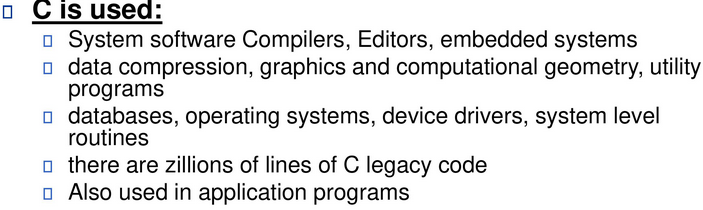 C is used:
System software Compilers, Editors, embedded systems
data compression, graphics and computational geometry, utility
programs
databases, operating systems, device drivers, system level
routines
there are zillions of lines of C legacy code
Also used in application programs